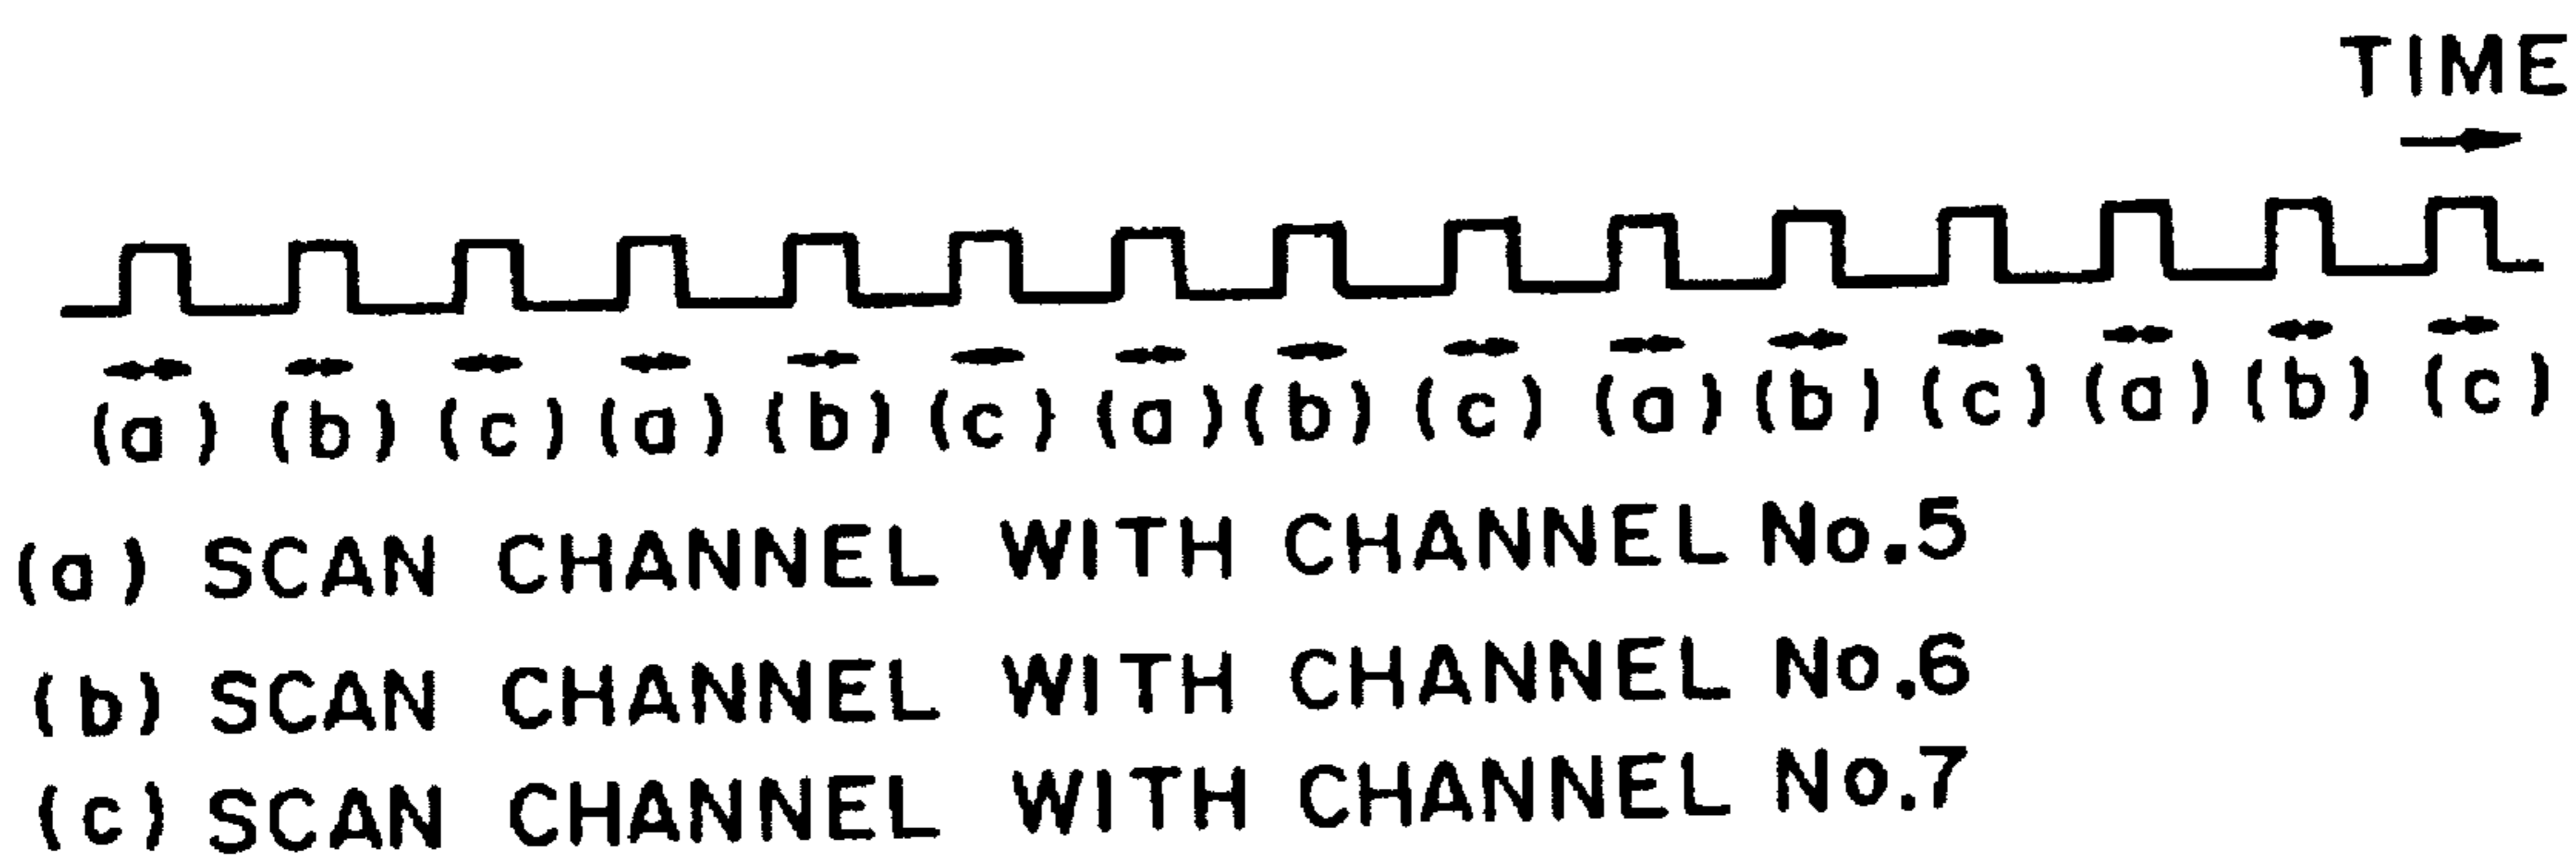 TIME
(a) (b) (c) (a) (b) (c) (a) (b) (c) (a) (b) (c) (a) (b) (c)
(a) SCAN CHANNEL WITH CHANNEL No.5
(b) SCAN CHANNEL WITH CHANNEL No.6
(c) SCAN CHANNEL WITH CHANNEL No.7